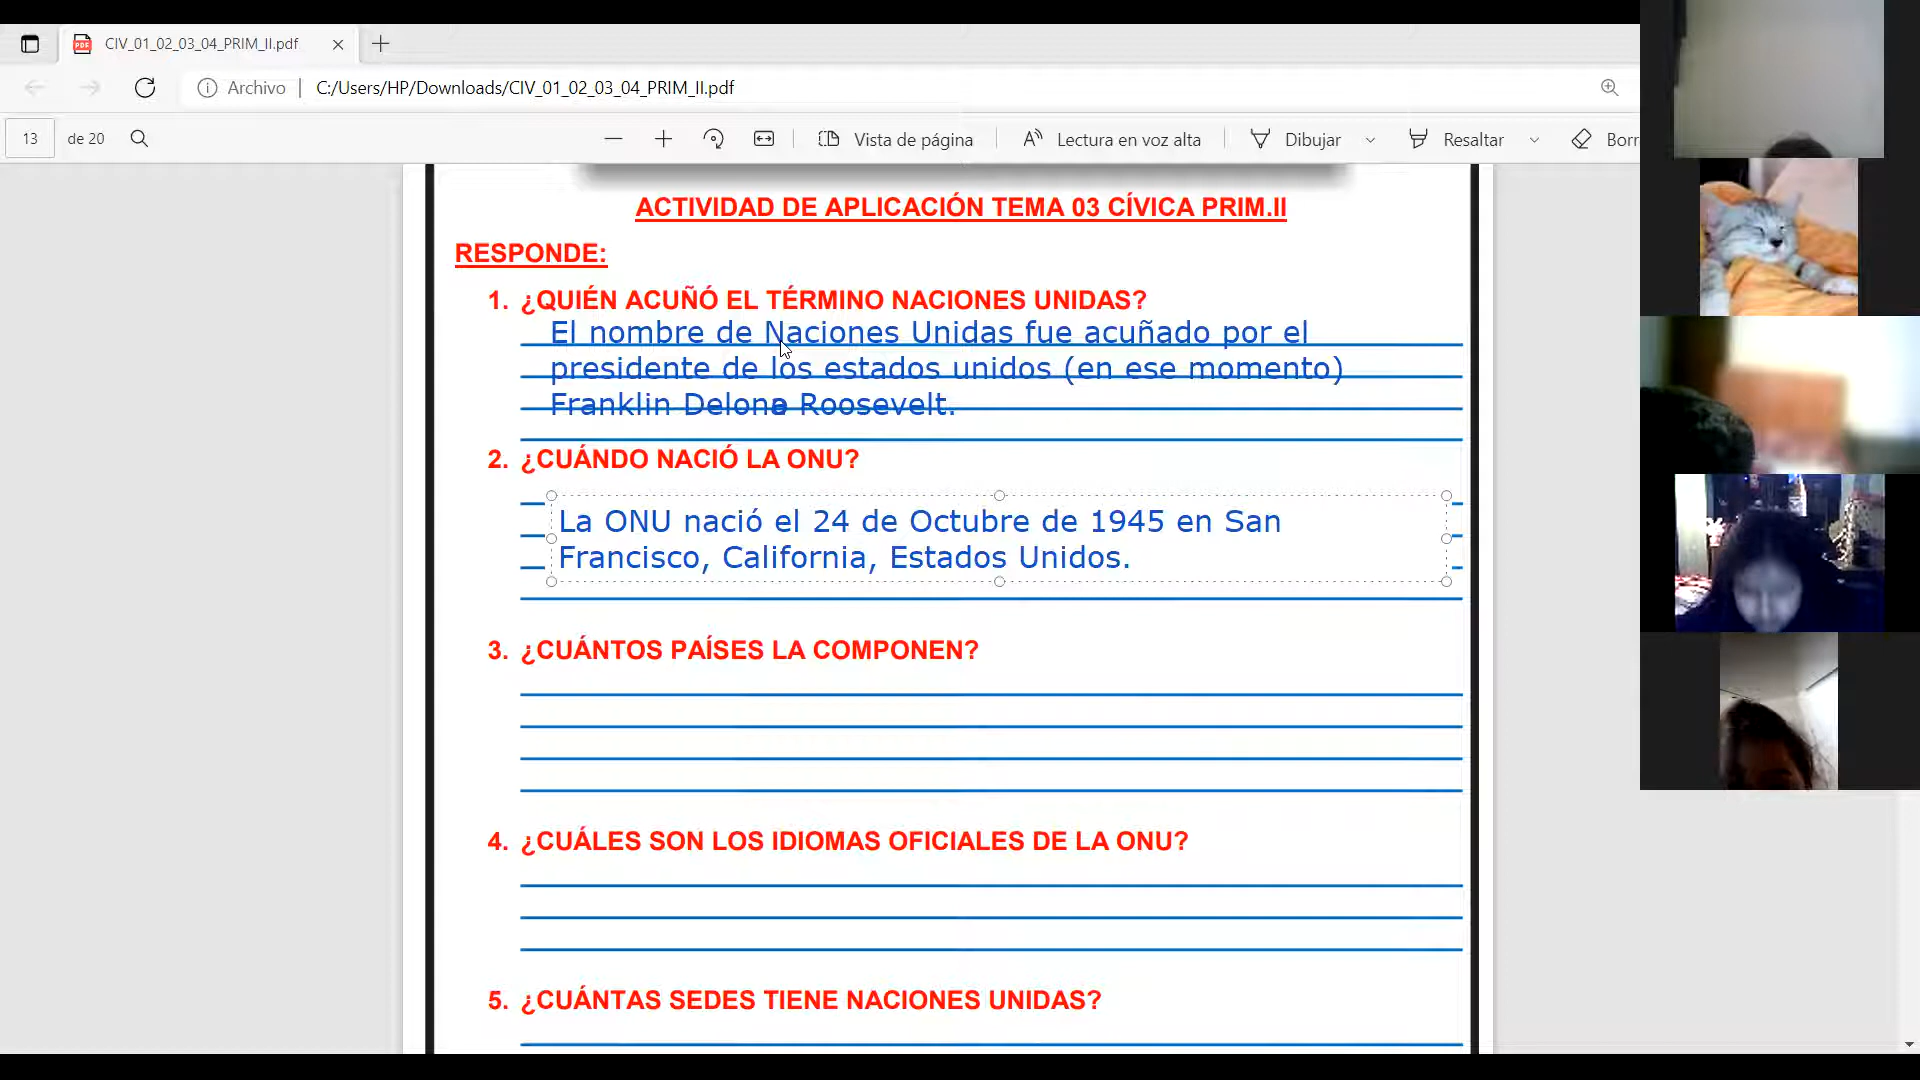 CIV_01_02_03_04_PRIM_II.pdf
Archivo | C:/Users/HP/Downloads/CIV_01_02_03_04_PRIM_II.pdf
13 de 20 Vista de página Lectura en voz alta Dibujar Resaltar Borr
ACTIVIDAD DE APLICACIÓN TEMA 03 CÍVICA PRIM.II
RESPONDE:
1. ¿QUIÉN ACUÑÓ EL TÉRMINO NACIONES UNIDAS?
El nombre de Naciones Unidas fue acuñado por el
presidente de los estados unidos (en ese momento)
Franklin Delona Roosevelt.
2. ¿CUÁNDO NACIÓ LA ONU?
La ONU nació el 24 de Octubre de 1945 en San
Francisco, California, Estados Unidos.
3. ¿CUÁNTOS PAÍSES LA COMPONEN?
4. ¿CUÁLES SON LOS IDIOMAS OFICIALES DE LA ONU?
5. ¿CUÁNTAS SEDES TIENE NACIONES UNIDAS?